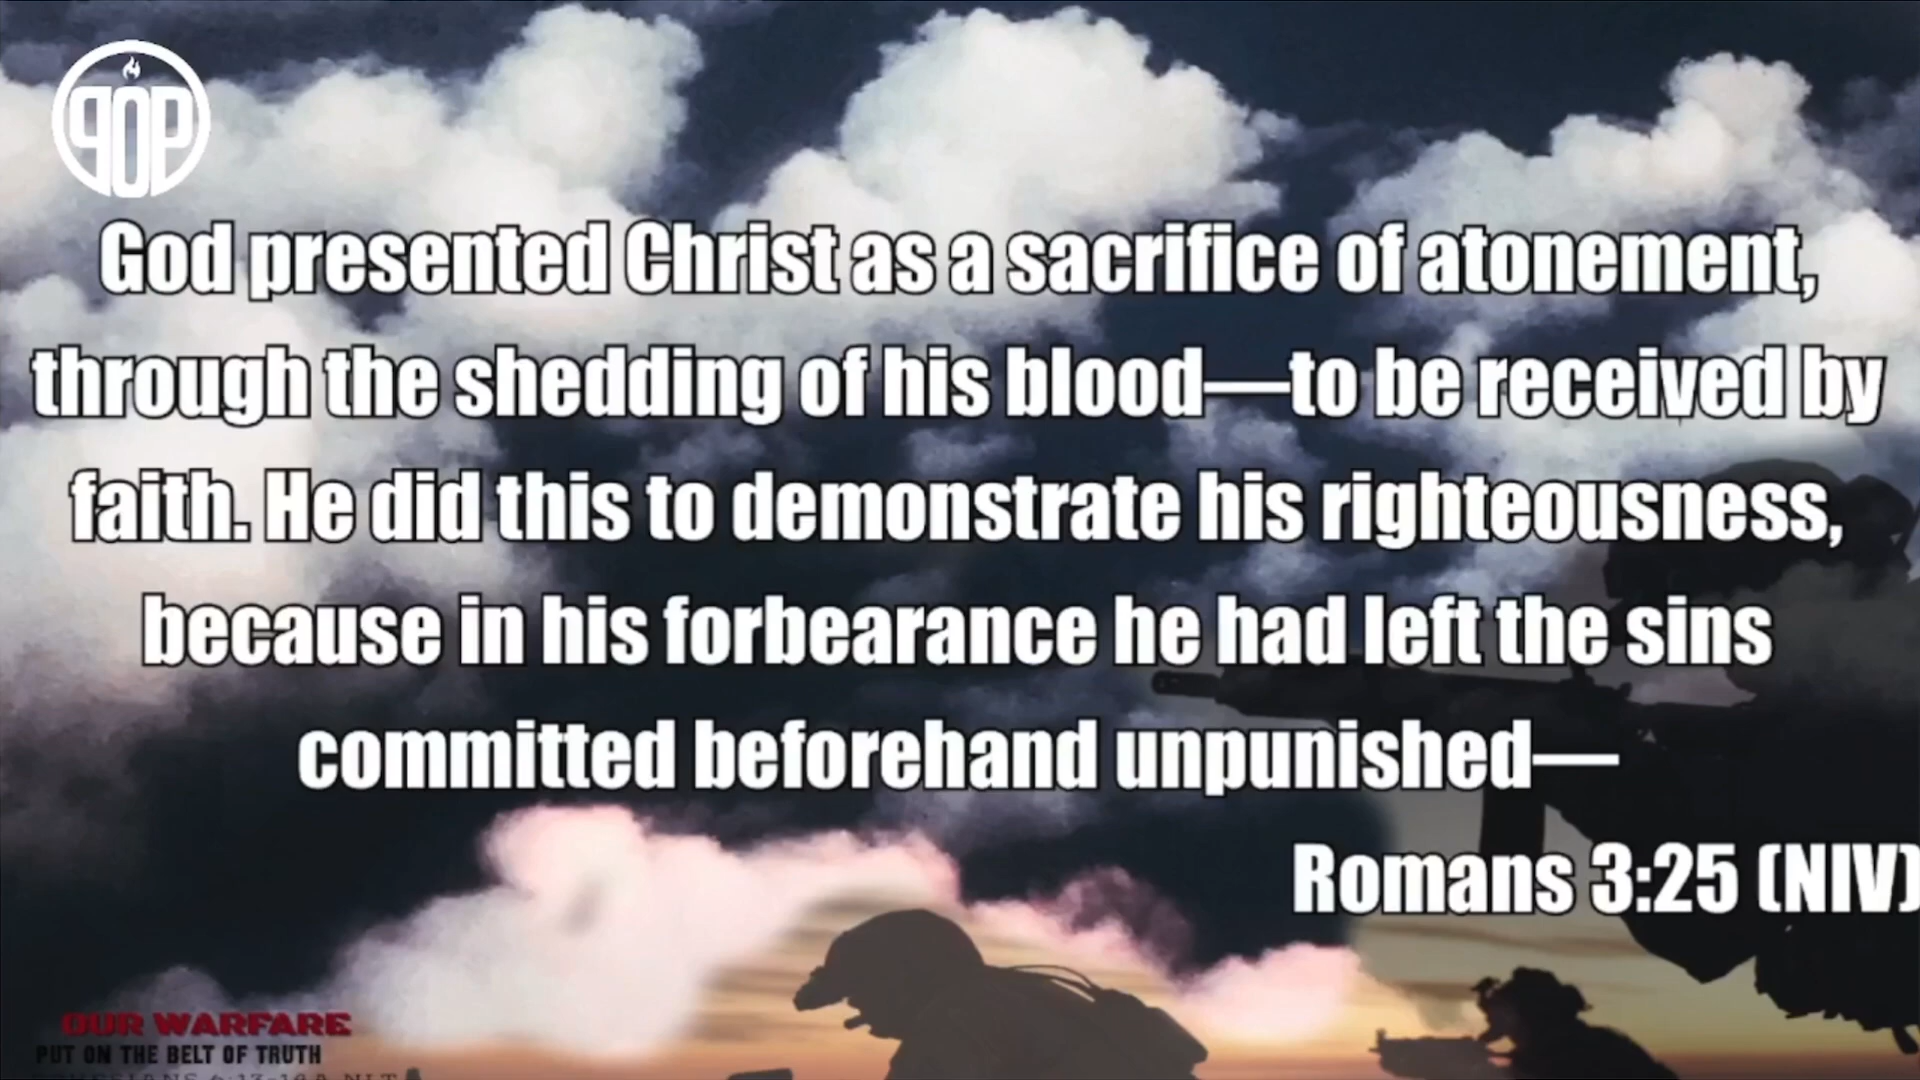 POP
God presented Christ as a sacrifice of atonement,
through the shedding of his blood—to be received by
faith. He did this to demonstrate his righteousness,
because in his forbearance he had left the sins
committed beforehand unpunished—
Romans 3:25 (NIV)
OUR WARFARE
PUT ON THE BELT OF TRUTH